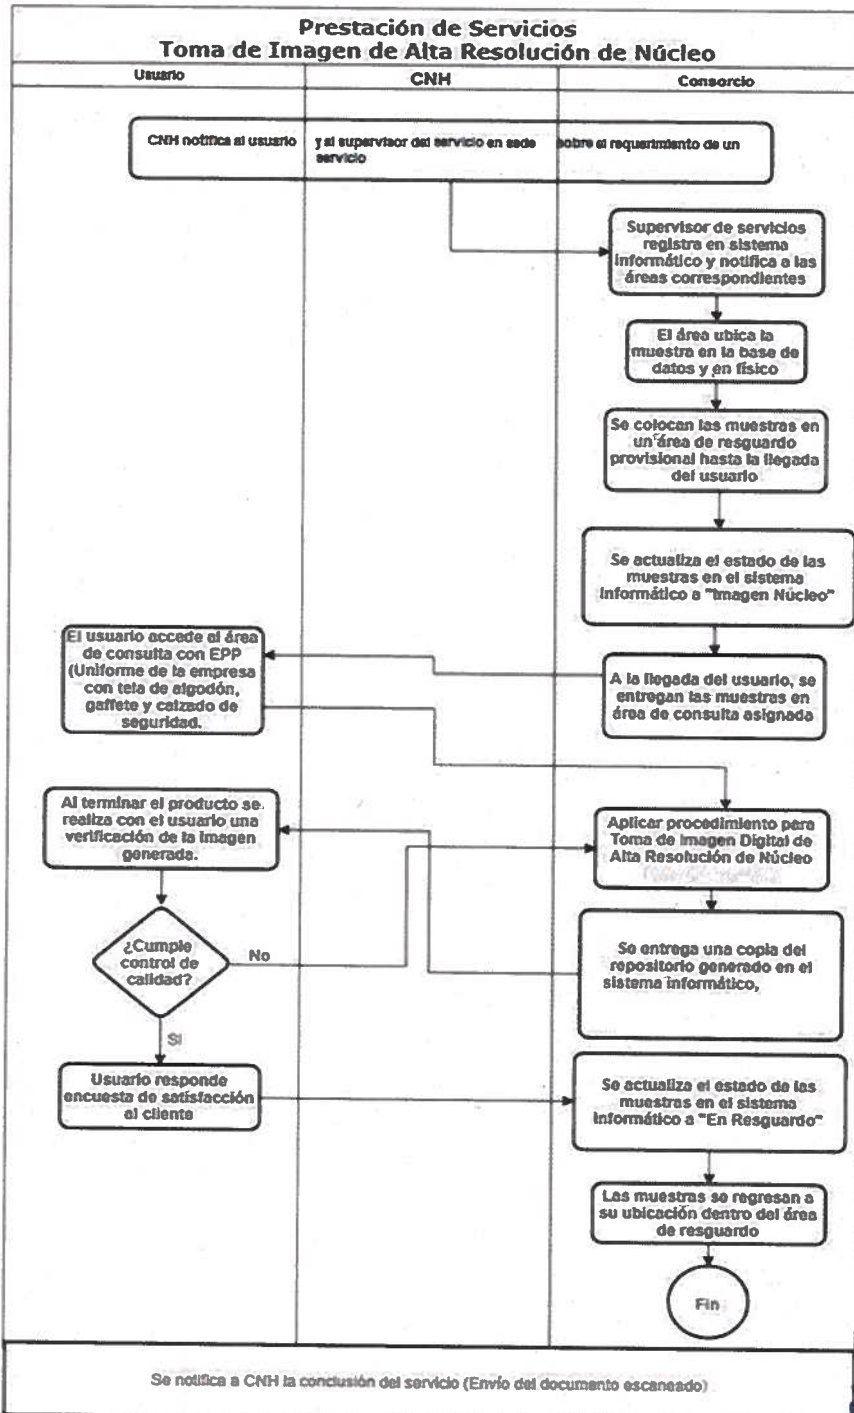 Prestación de Servicios
Toma de Imagen de Alta Resolución de Núcleo
Usuario
CNH
Consorcio
CNH notifica al usuario y al supervisor del servicio en sede sobre el requerimiento de un
servicio
Supervisor de servicios
registra en sistema
informático y notifica a las
áreas correspondientes
El área ubica la
muestra en la base de
datos y en físico
Se colocan las muestras en
un área de resguardo
provisional hasta la llegada
del usuario
Se actualiza el estado de las
muestras en el sistema
informático a "Imagen Núcleo"
A la llegada del usuario, se
entregan las muestras en
área de consulta asignada
El usuario accede al área
de consulta con EPP
(Uniforme de la empresa
con tela de algodón,
gaffete y calzado de
seguridad.
Aplicar procedimiento para
Toma de Imagen Digital de
Alta Resolución de Núcleo
Se entrega una copia del
repositorio generado en el
sistema informático,
Al terminar el producto se
realiza con el usuario una
verificación de la imagen
generada.
¿Cumple
control de
calidad?
No
Si
Usuario responde
encuesta de satisfacción
al cliente
Se actualiza el estado de las
muestras en el sistema
informático a "En Resguardo"
Las muestras se regresan a
su ubicación dentro del área
de resguardo
Fin
Se notifica a CNH la conclusión del servicio (Envío del documento escaneado)